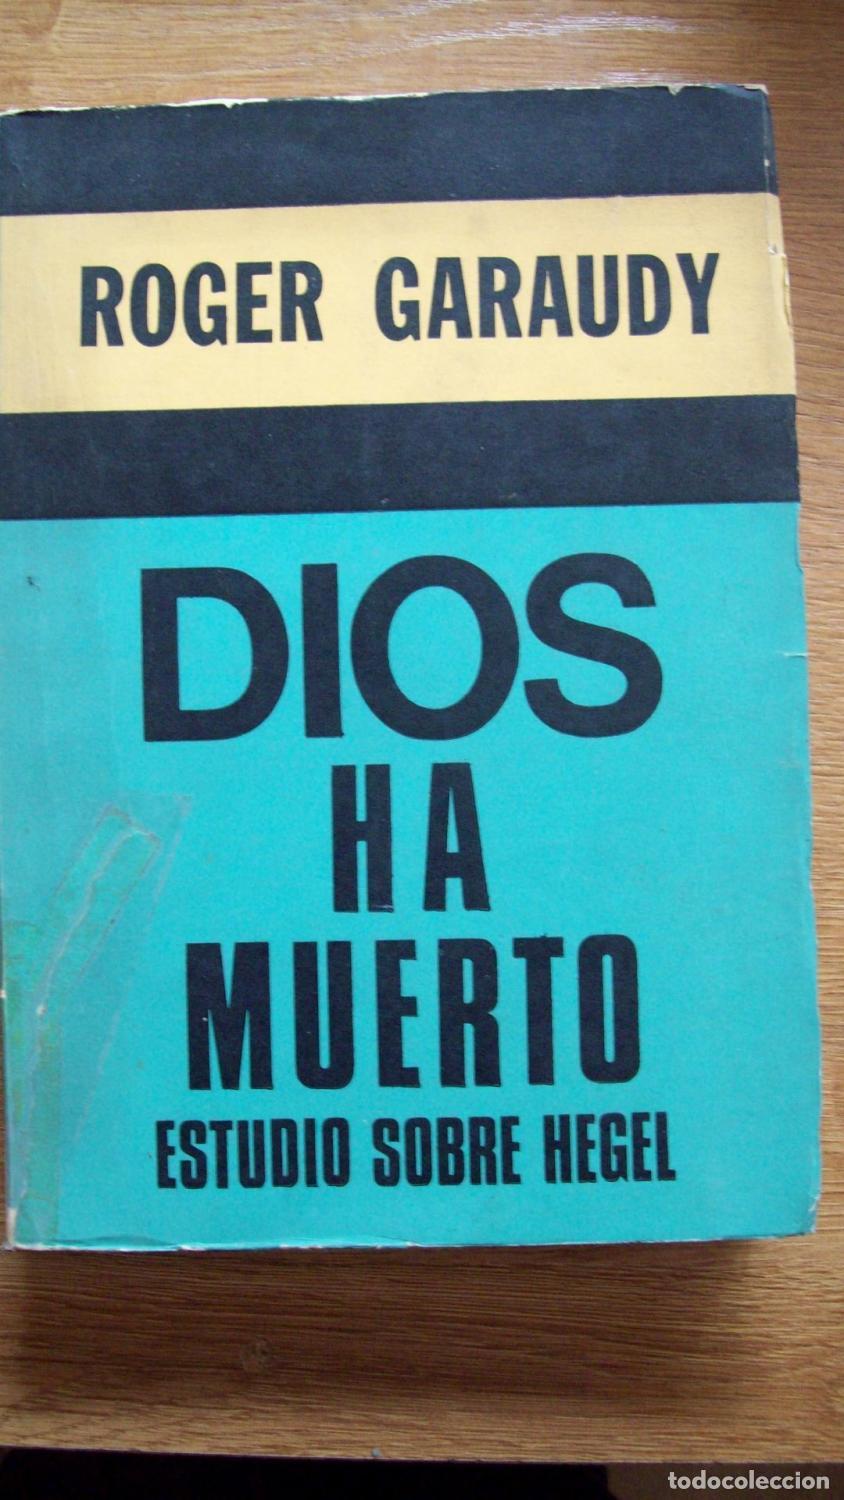 ROGER GARAUDY
DIOS
HA
MUERTO
ESTUDIO SOBRE HEGEL
todocoleccion